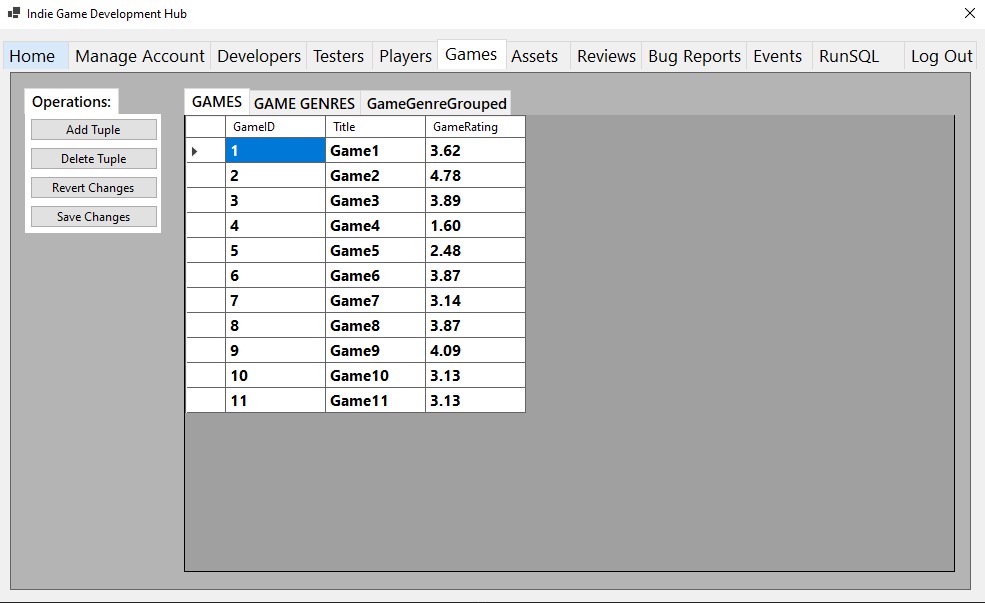 Indie Game Development Hub
Home Manage Account Developers Testers Players Games Assets Reviews Bug Reports Events RunSQL Log Out
Operations:
Add Tuple
Delete Tuple
Revert Changes
Save Changes
GAMES GAME GENRES GameGenreGrouped
GameID Title GameRating
1 Game1 3.62
2 Game2 4.78
3 Game3 3.89
4 Game4 1.60
5 Game5 2.48
6 Game6 3.87
7 Game7 3.14
8 Game8 3.87
9 Game9 4.09
10 Game10 3.13
11 Game11 3.13